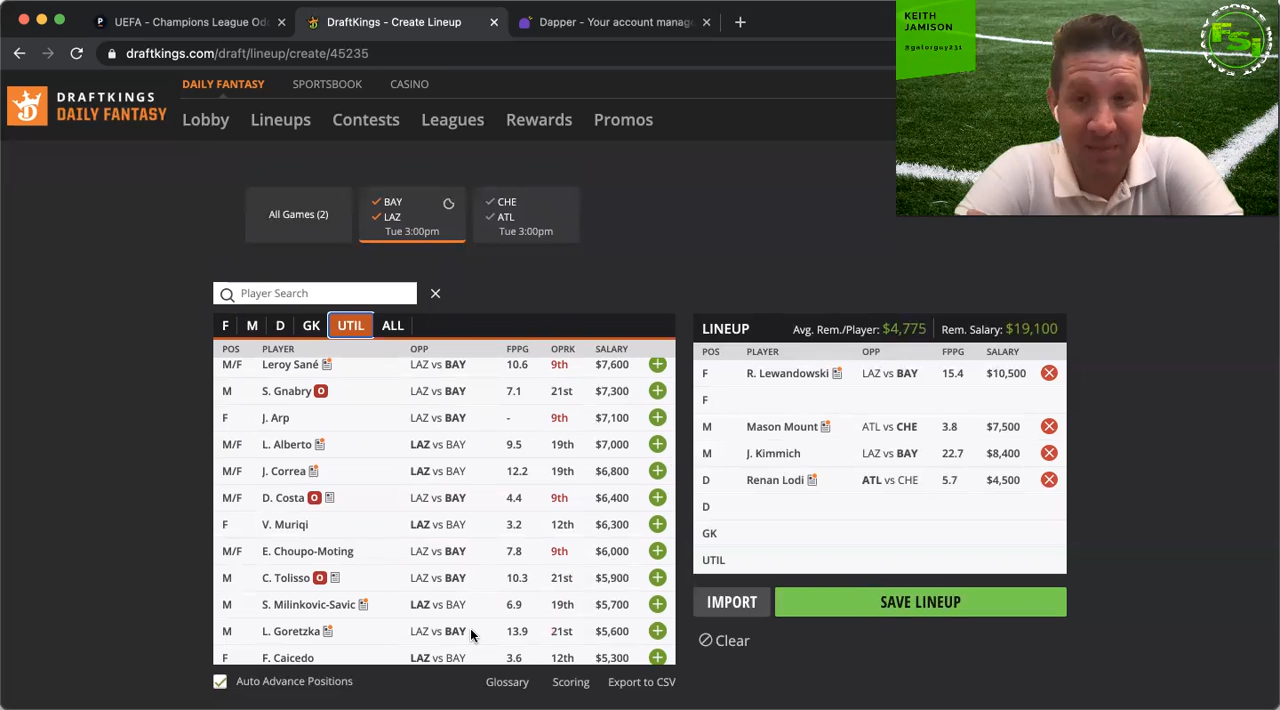 UEFA - Champions League Od
DraftKings - Create Lineup
Dapper - Your account manag
draftkings.com/draft/lineup/create/45235
KEITH
JAMISON
@gatorguy231
FSI
DRAFTKINGS
DAILY FANTASY
DAILY FANTASY SPORTSBOOK CASINO
Lobby Lineups Contests Leagues Rewards Promos
All Games (2)
BAY
LAZ
Tue 3:00pm
CHE
ATL
Tue 3:00pm
Player Search
F M D GK UTIL ALL
POS PLAYER OPP FPPG OPRK SALARY
M/F Leroy Sané LAZ vs BAY 10.6 9th $7,600
M S. Gnabry O LAZ vs BAY 7.1 21st $7,300
F J. Arp LAZ vs BAY - 9th $7,100
M/F L. Alberto LAZ vs BAY 9.5 19th $7,000
M/F J. Correa LAZ vs BAY 12.2 19th $6,800
M/F D. Costa O LAZ vs BAY 4.4 9th $6,400
F V. Muriqi LAZ vs BAY 3.2 12th $6,300
M/F E. Choupo-Moting LAZ vs BAY 7.8 9th $6,000
M C. Tolisso O LAZ vs BAY 10.3 21st $5,900
M S. Milinkovic-Savic LAZ vs BAY 6.9 19th $5,700
M L. Goretzka LAZ vs BAY 13.9 21st $5,600
F F. Caicedo LAZ vs BAY 3.6 12th $5,300
Auto Advance Positions Glossary Scoring Export to CSV
LINEUP Avg. Rem./Player: $4,775 Rem. Salary: $19,100
POS PLAYER OPP FPPG SALARY
F R. Lewandowski LAZ vs BAY 15.4 $10,500
F
M Mason Mount ATL vs CHE 3.8 $7,500
M J. Kimmich LAZ vs BAY 22.7 $8,400
D Renan Lodi ATL vs CHE 5.7 $4,500
D
GK
UTIL
IMPORT SAVE LINEUP
Clear